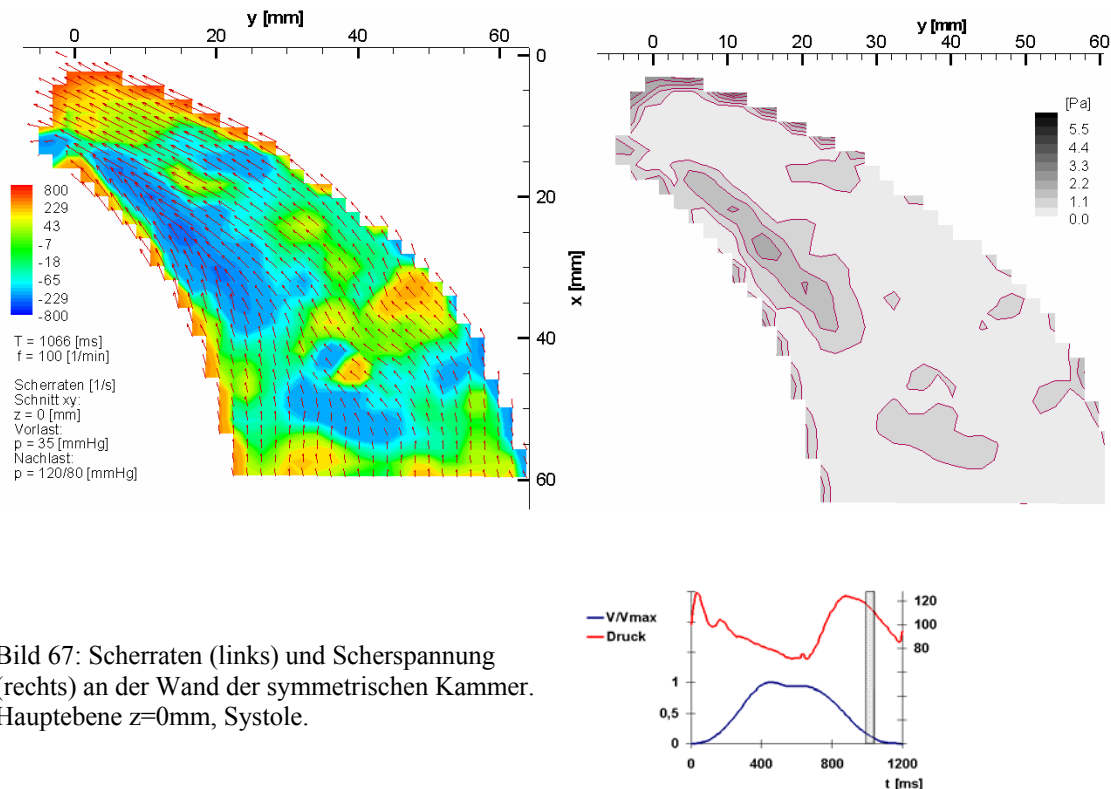 y [mm]
0 20 40 60
0
20
40
60
800
229
43
-7
-18
-65
-229
-800
T = 1066 [ms]
f = 100 [1/min]
Scherraten [1/s]
Schnitt xy:
z = 0 [mm]
Vorlast:
p = 35 [mmHg]
Nachlast:
p = 120/80 [mmHg]
y [mm]
0 10 20 30 40 50 60
x [mm]
[Pa]
5.5
4.4
3.3
2.2
1.1
0.0
V/Vmax
Druck
120
100
80
1
0,5
0
0 400 800 1200
t [ms]
Bild 67: Scherraten (links) und Scherspannung
(rechts) an der Wand der symmetrischen Kammer.
Hauptebene z=0mm, Systole.